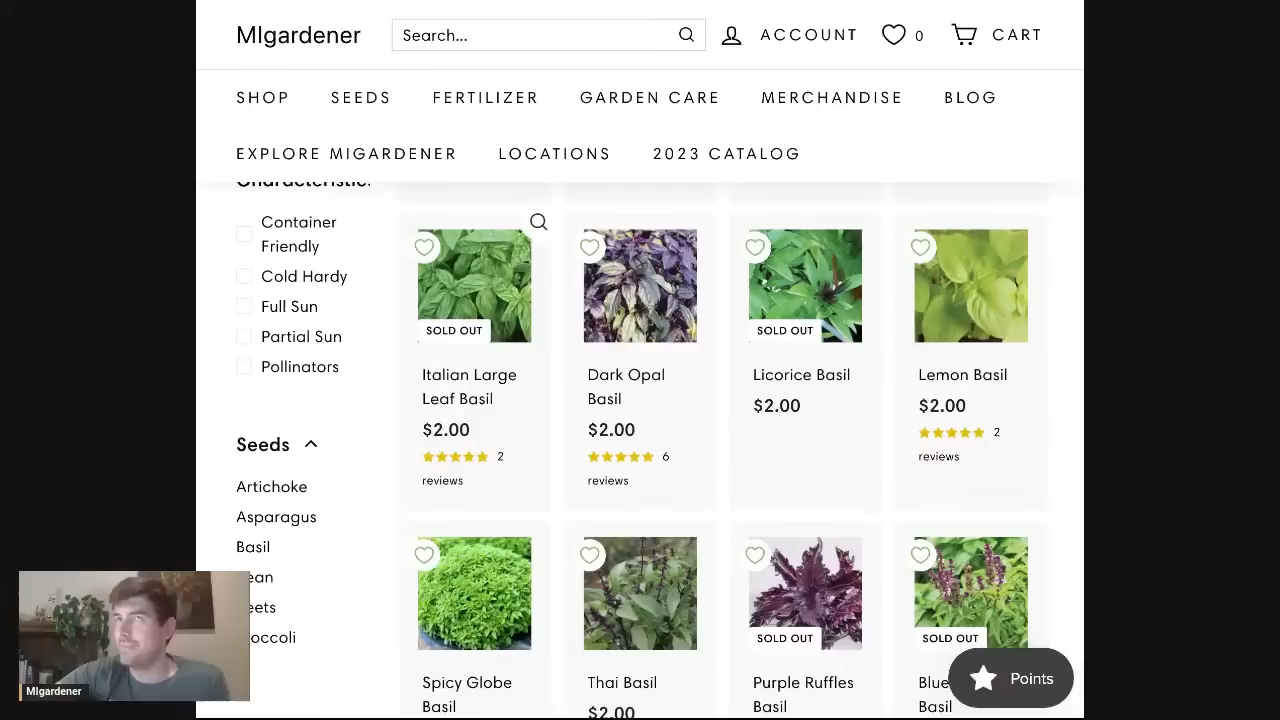 MIgardener
Search...
ACCOUNT
0
CART
SHOP
SEEDS
FERTILIZER
GARDEN CARE
MERCHANDISE
BLOG
EXPLORE MIGARDENER
LOCATIONS
2023 CATALOG
Container
Friendly
Cold Hardy
Full Sun
Partial Sun
Pollinators
Seeds
Artichoke
Asparagus
Basil
SOLD OUT
Italian Large
Leaf Basil
$2.00
2
reviews
Dark Opal
Basil
$2.00
6
reviews
SOLD OUT
Licorice Basil
$2.00
Lemon Basil
$2.00
2
reviews
Spicy Globe
Basil
Thai Basil
$2.00
SOLD OUT
Purple Ruffles
Basil
SOLD OUT
Blue
Points
MIgardener